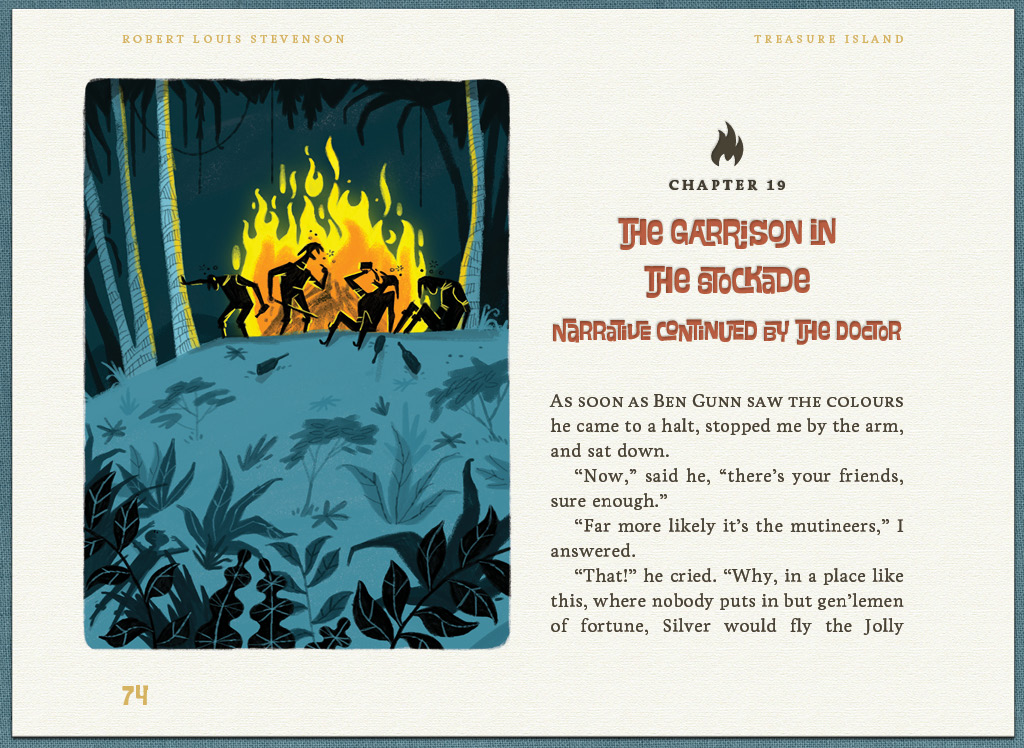 ROBERT LOUIS STEVENSON
TREASURE ISLAND
CHAPTER 19
THE GARRISON IN
THE STOCKADE
NARRATIVE CONTINUED BY THE DOCTOR
AS SOON AS BEN GUNN SAW THE COLOURS
he came to a halt, stopped me by the arm,
and sat down.
“Now,” said he, “there’s your friends,
sure enough.”
“Far more likely it’s the mutineers,” I
answered.
“That!” he cried. “Why, in a place like
this, where nobody puts in but gen’lemen
of fortune, Silver would fly the Jolly
74